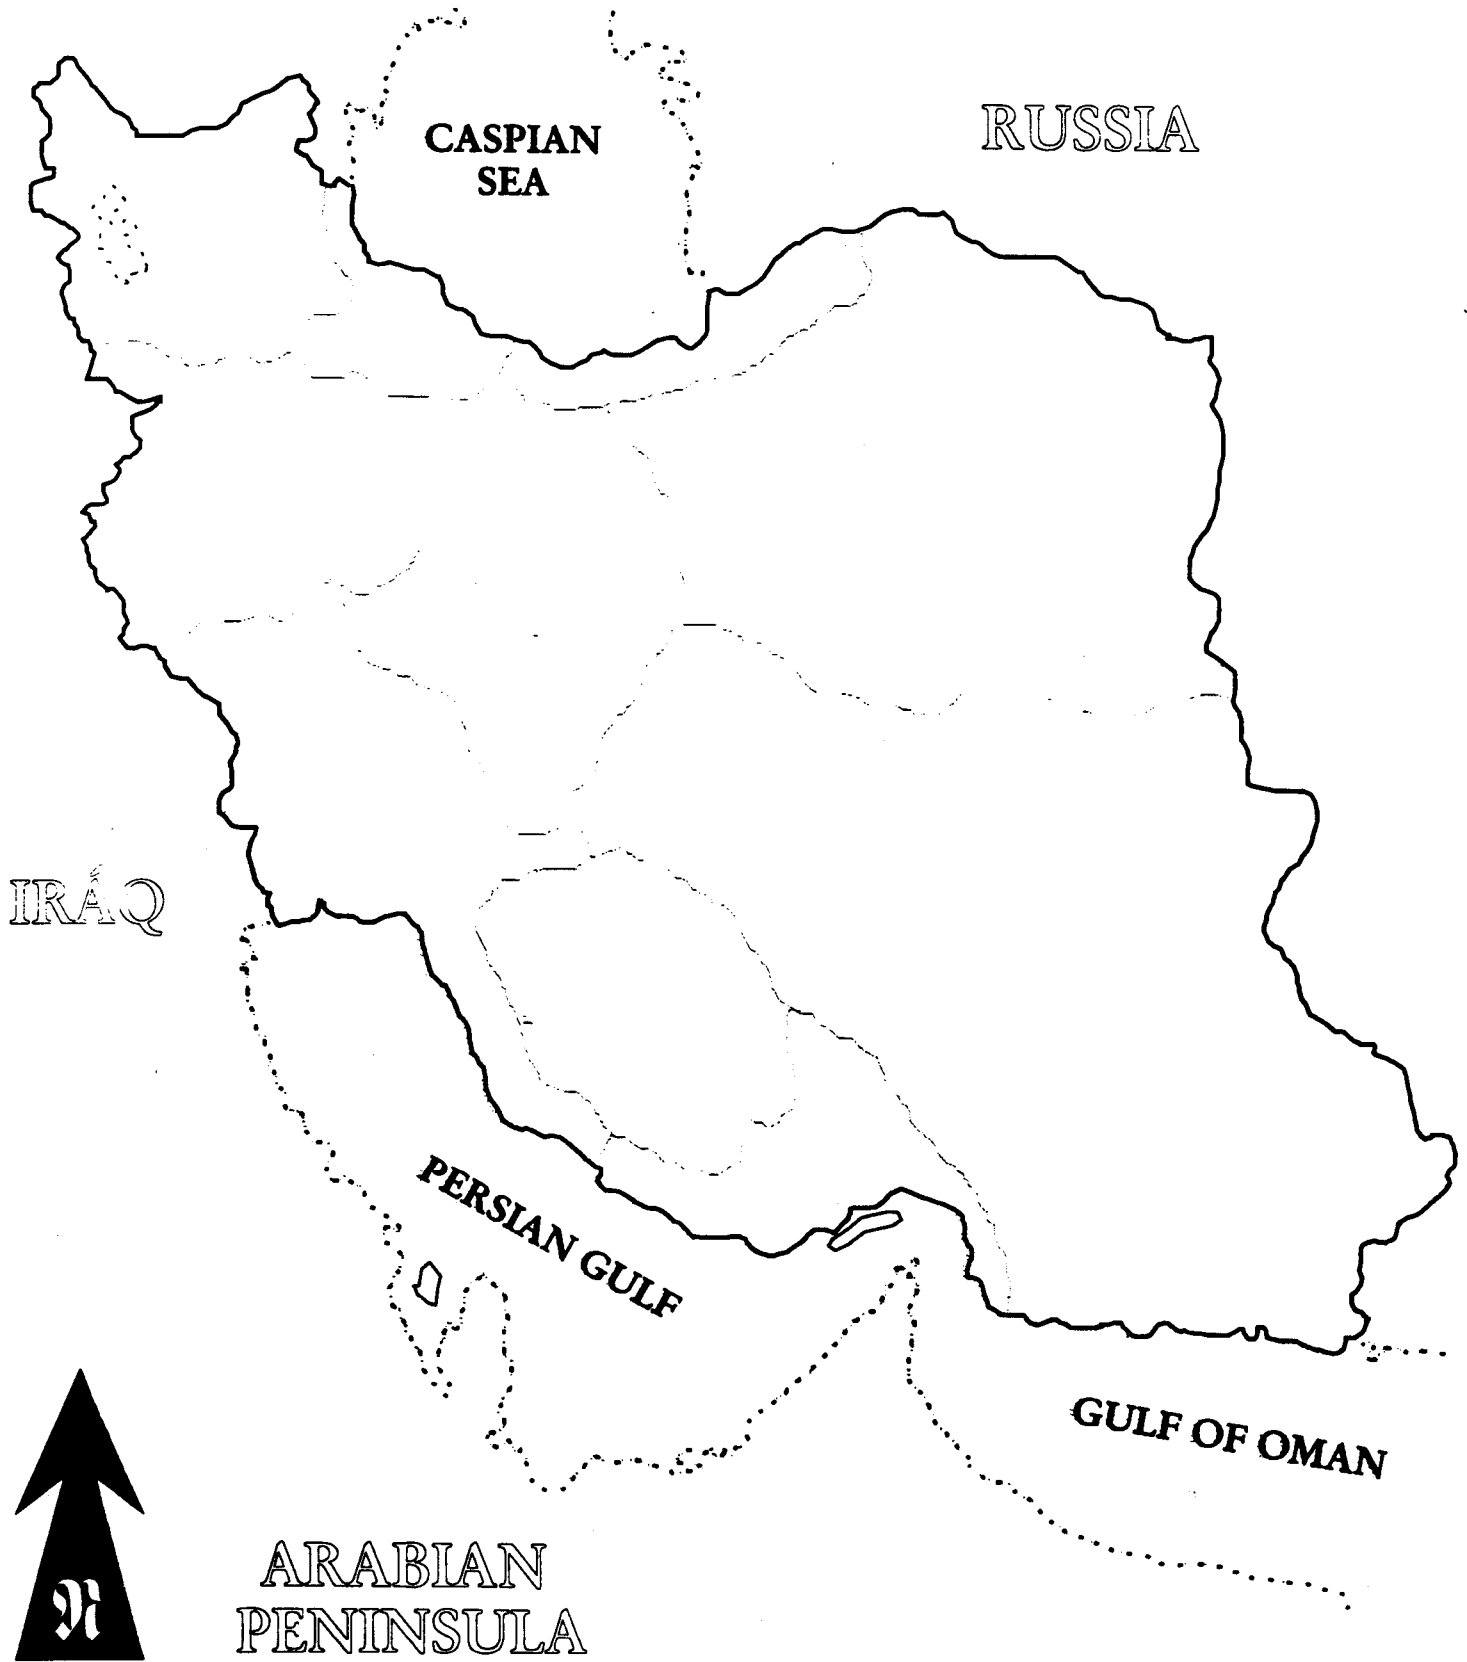 CASPIAN
SEA
RUSSIA
IRÁQ
PERSIAN GULF
GULF OF OMAN
ARABIAN
PENINSULA
N